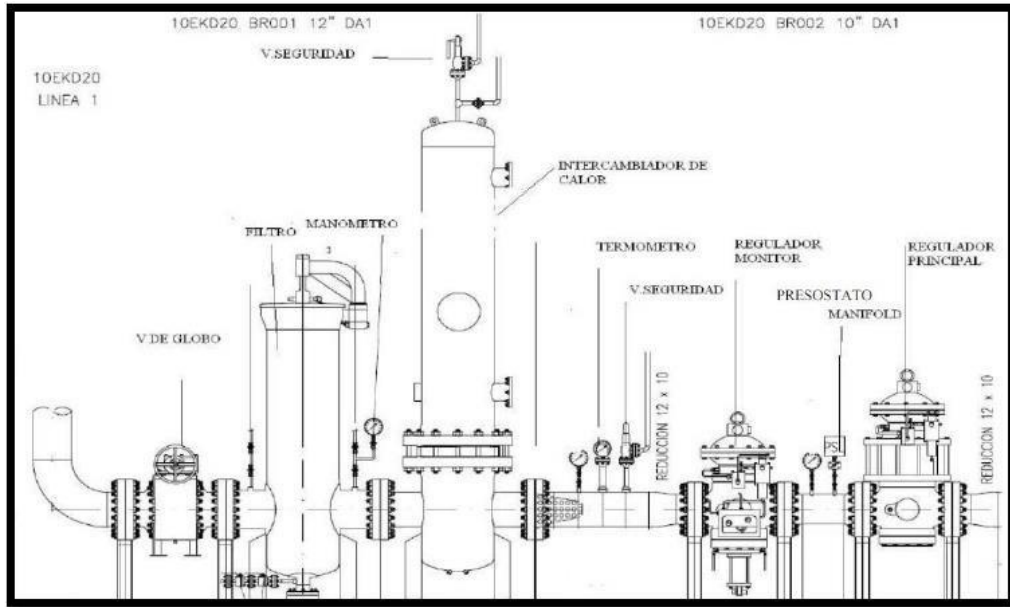 10EKD20 BR001 12" DA1
10EKD20 BR002 10" DA1
V.SEGURIDAD
10EKD20
LINEA 1
INTERCAMBIADOR DE
CALOR
FILTRO
MANOMETRO
TERMOMETRO
REGULADOR
MONITOR
REGULADOR
PRINCIPAL
V.SEGURIDAD
PRESOSTATO
MANIFOLD
V DE GLOBO
REDUCCION 12 x 10
REDUCCION 12 x 10